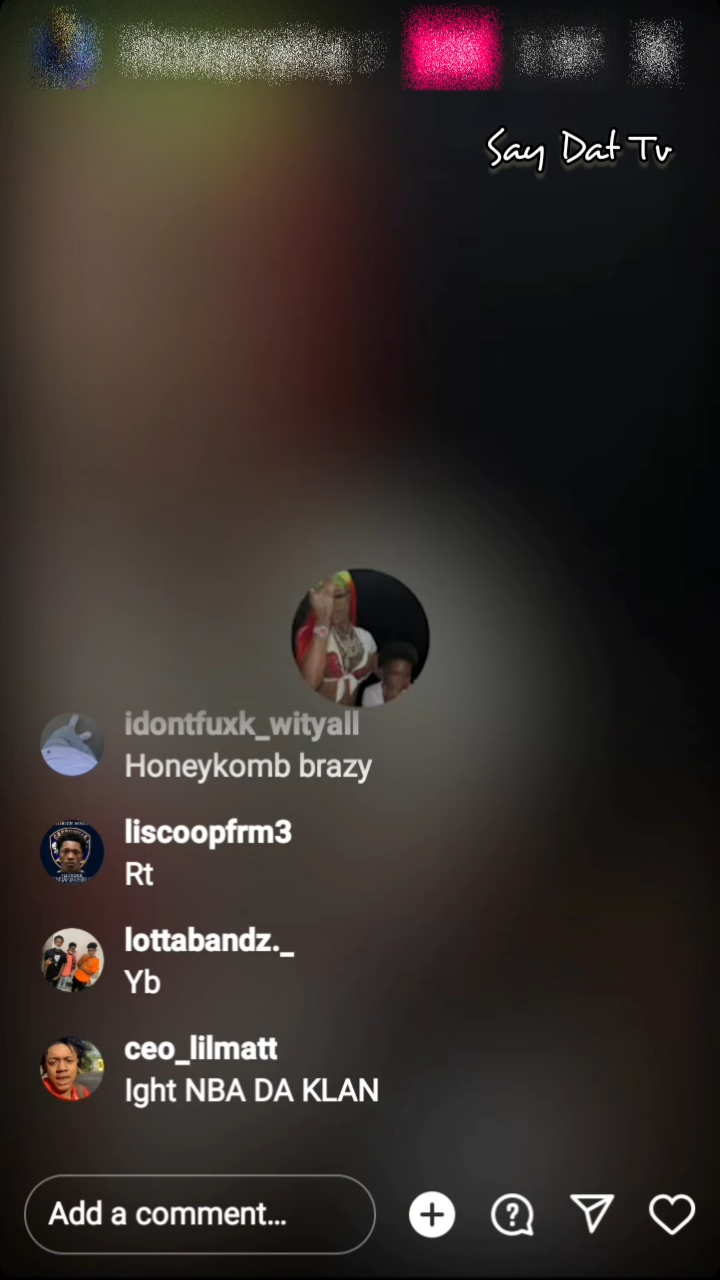 Say Dat Tv
idontfuxk_wityall
Honeykomb brazy
liscoopfrm3
Rt
lottabandz._
Yb
ceo_lilmatt
Ight NBA DA KLAN
Add a comment...